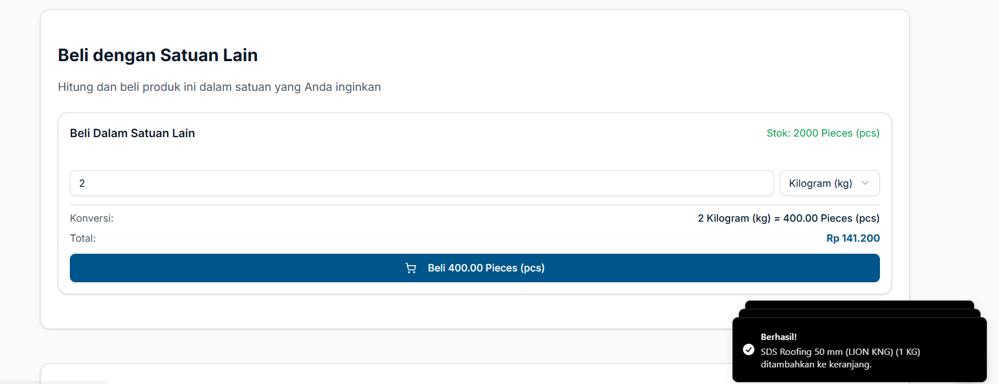 Beli dengan Satuan Lain
Hitung dan beli produk ini dalam satuan yang Anda inginkan
Beli Dalam Satuan Lain
Stok: 2000 Pieces (pcs)
2
Kilogram (kg)
Konversi:
2 Kilogram (kg) = 400.00 Pieces (pcs)
Total:
Rp 141.200
Beli 400.00 Pieces (pcs)
Berhasil!
SDS Roofing 50 mm (LION KNG) (1 KG)
ditambahkan ke keranjang.